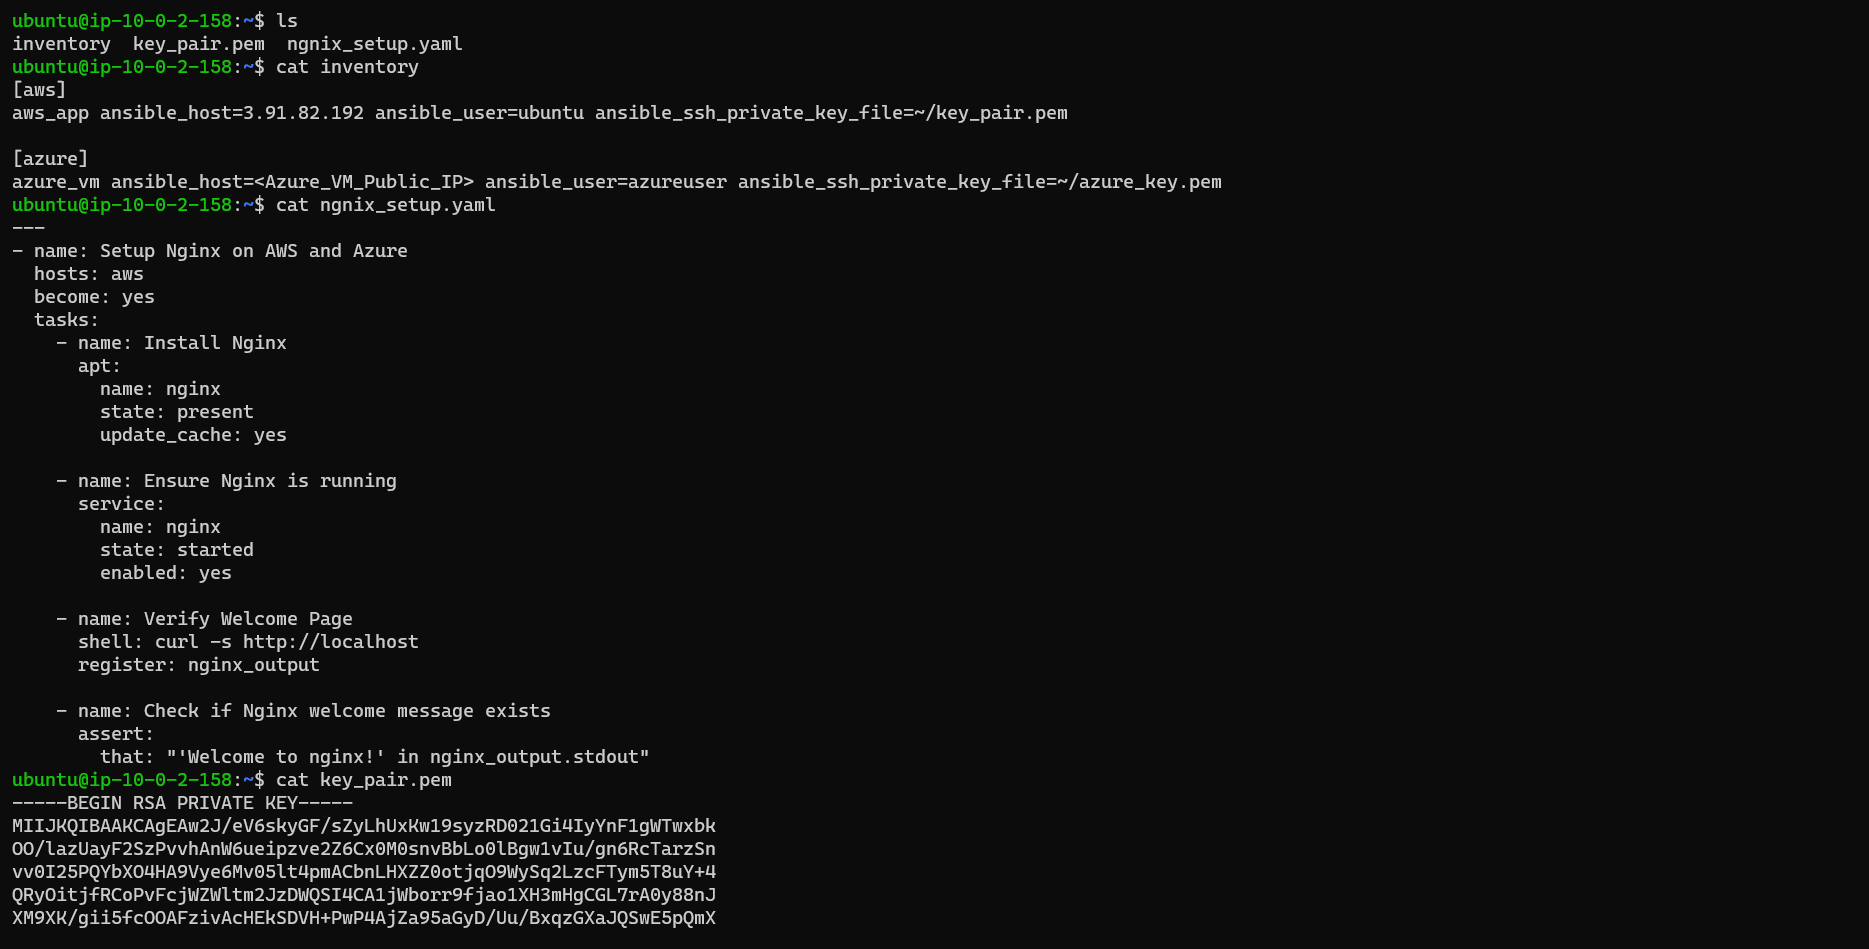 ubuntu@ip-10-0-2-158:~$ ls
inventory  key_pair.pem  ngnix_setup.yaml
ubuntu@ip-10-0-2-158:~$ cat inventory
[aws]
aws_app ansible_host=3.91.82.192 ansible_user=ubuntu ansible_ssh_private_key_file=~/key_pair.pem

[azure]
azure_vm ansible_host=<Azure_VM_Public_IP> ansible_user=azureuser ansible_ssh_private_key_file=~/azure_key.pem
ubuntu@ip-10-0-2-158:~$ cat ngnix_setup.yaml
---
- name: Setup Nginx on AWS and Azure
  hosts: aws
  become: yes
  tasks:
    - name: Install Nginx
      apt:
        name: nginx
        state: present
        update_cache: yes

    - name: Ensure Nginx is running
      service:
        name: nginx
        state: started
        enabled: yes

    - name: Verify Welcome Page
      shell: curl -s http://localhost
      register: nginx_output

    - name: Check if Nginx welcome message exists
      assert:
        that: "'Welcome to nginx!' in nginx_output.stdout"
ubuntu@ip-10-0-2-158:~$ cat key_pair.pem
-----BEGIN RSA PRIVATE KEY-----
MIIJKQIBAAKCAgEAw2J/eV6skyGF/sZyLhUxKw19syzRD021Gi4IyYnF1gWTwxbk
OO/lazUayF2SzPvvhAnW6ueipzve2Z6Cx0M0snvBbLo0lBgw1vIu/gn6RcTarzSn
vv0I25PQYbXO4HA9Vye6Mv05lt4pmACbnLHXZZ0otjqO9WySq2LzcFTym5T8uY+4
QRyOitjfRCoPvFcjWZWltm2JzDWQSI4CA1jWborr9fjao1XH3mHgCGL7rA0y88nJ
XM9XK/gii5fcOOAFzivAcHEkSDVH+PwP4AjZa95aGyD/Uu/BxqzGXaJQSwE5pQmX